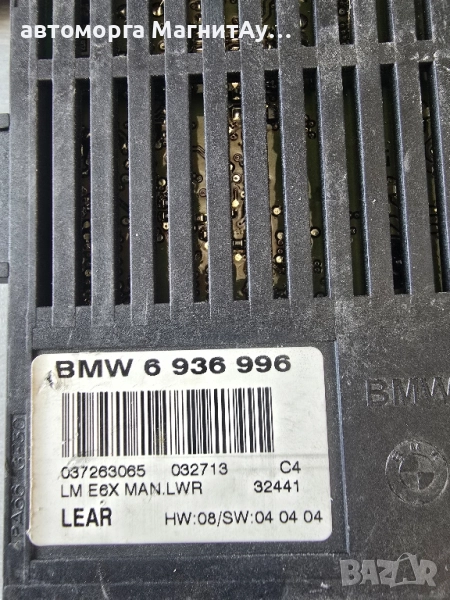 автоморга МагнитАу...
BMW 6 936 996
037263065 032713 C4
LM E6X MAN.LWR 32441
LEAR HW:08/SW:04 04 04
BMW
BAZAR